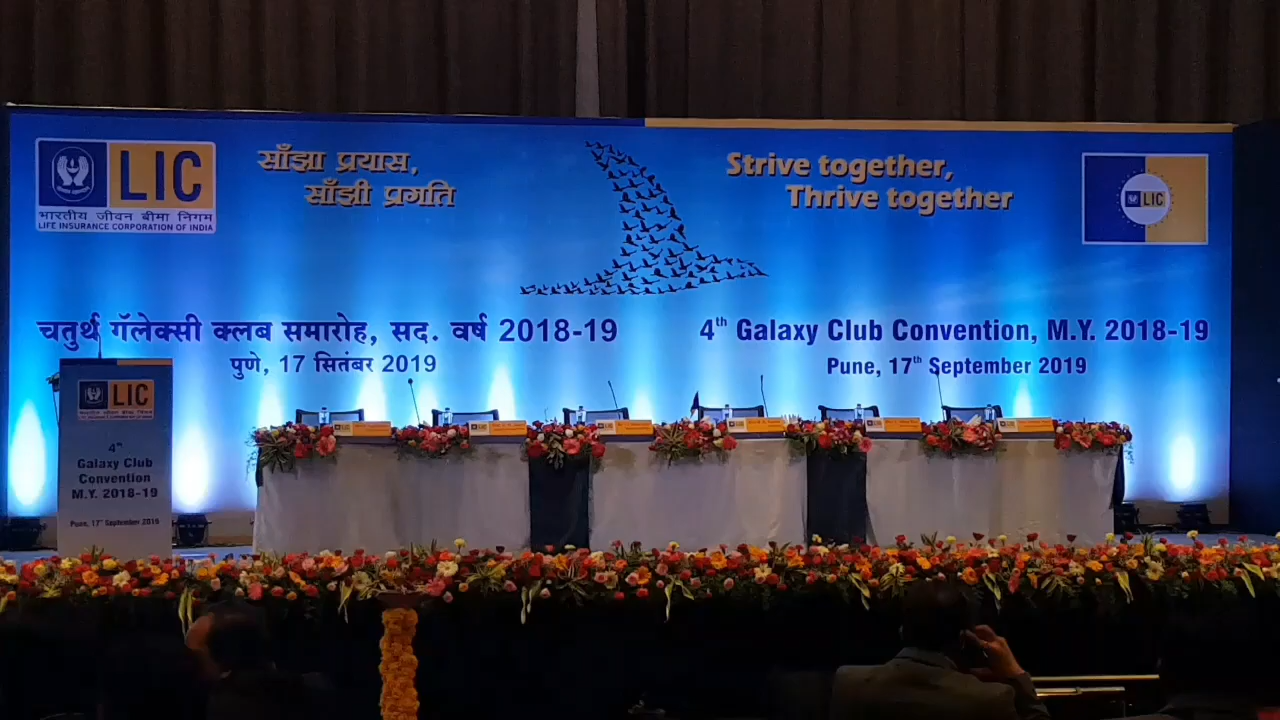 LIC
भारतीय जीवन बीमा निगम
LIFE INSURANCE CORPORATION OF INDIA
साँझा प्रयास,
साँझी प्रगति
Strive together,
Thrive together
LIC
चतुर्थ गॅलेक्सी क्लब समारोह, सद. वर्ष 2018-19
पुणे, 17 सितंबर 2019
4th Galaxy Club Convention, M.Y. 2018-19
Pune, 17th September 2019
LIC
4th
Galaxy Club
Convention
M.Y. 2018-19
Pune, 17th September 2019